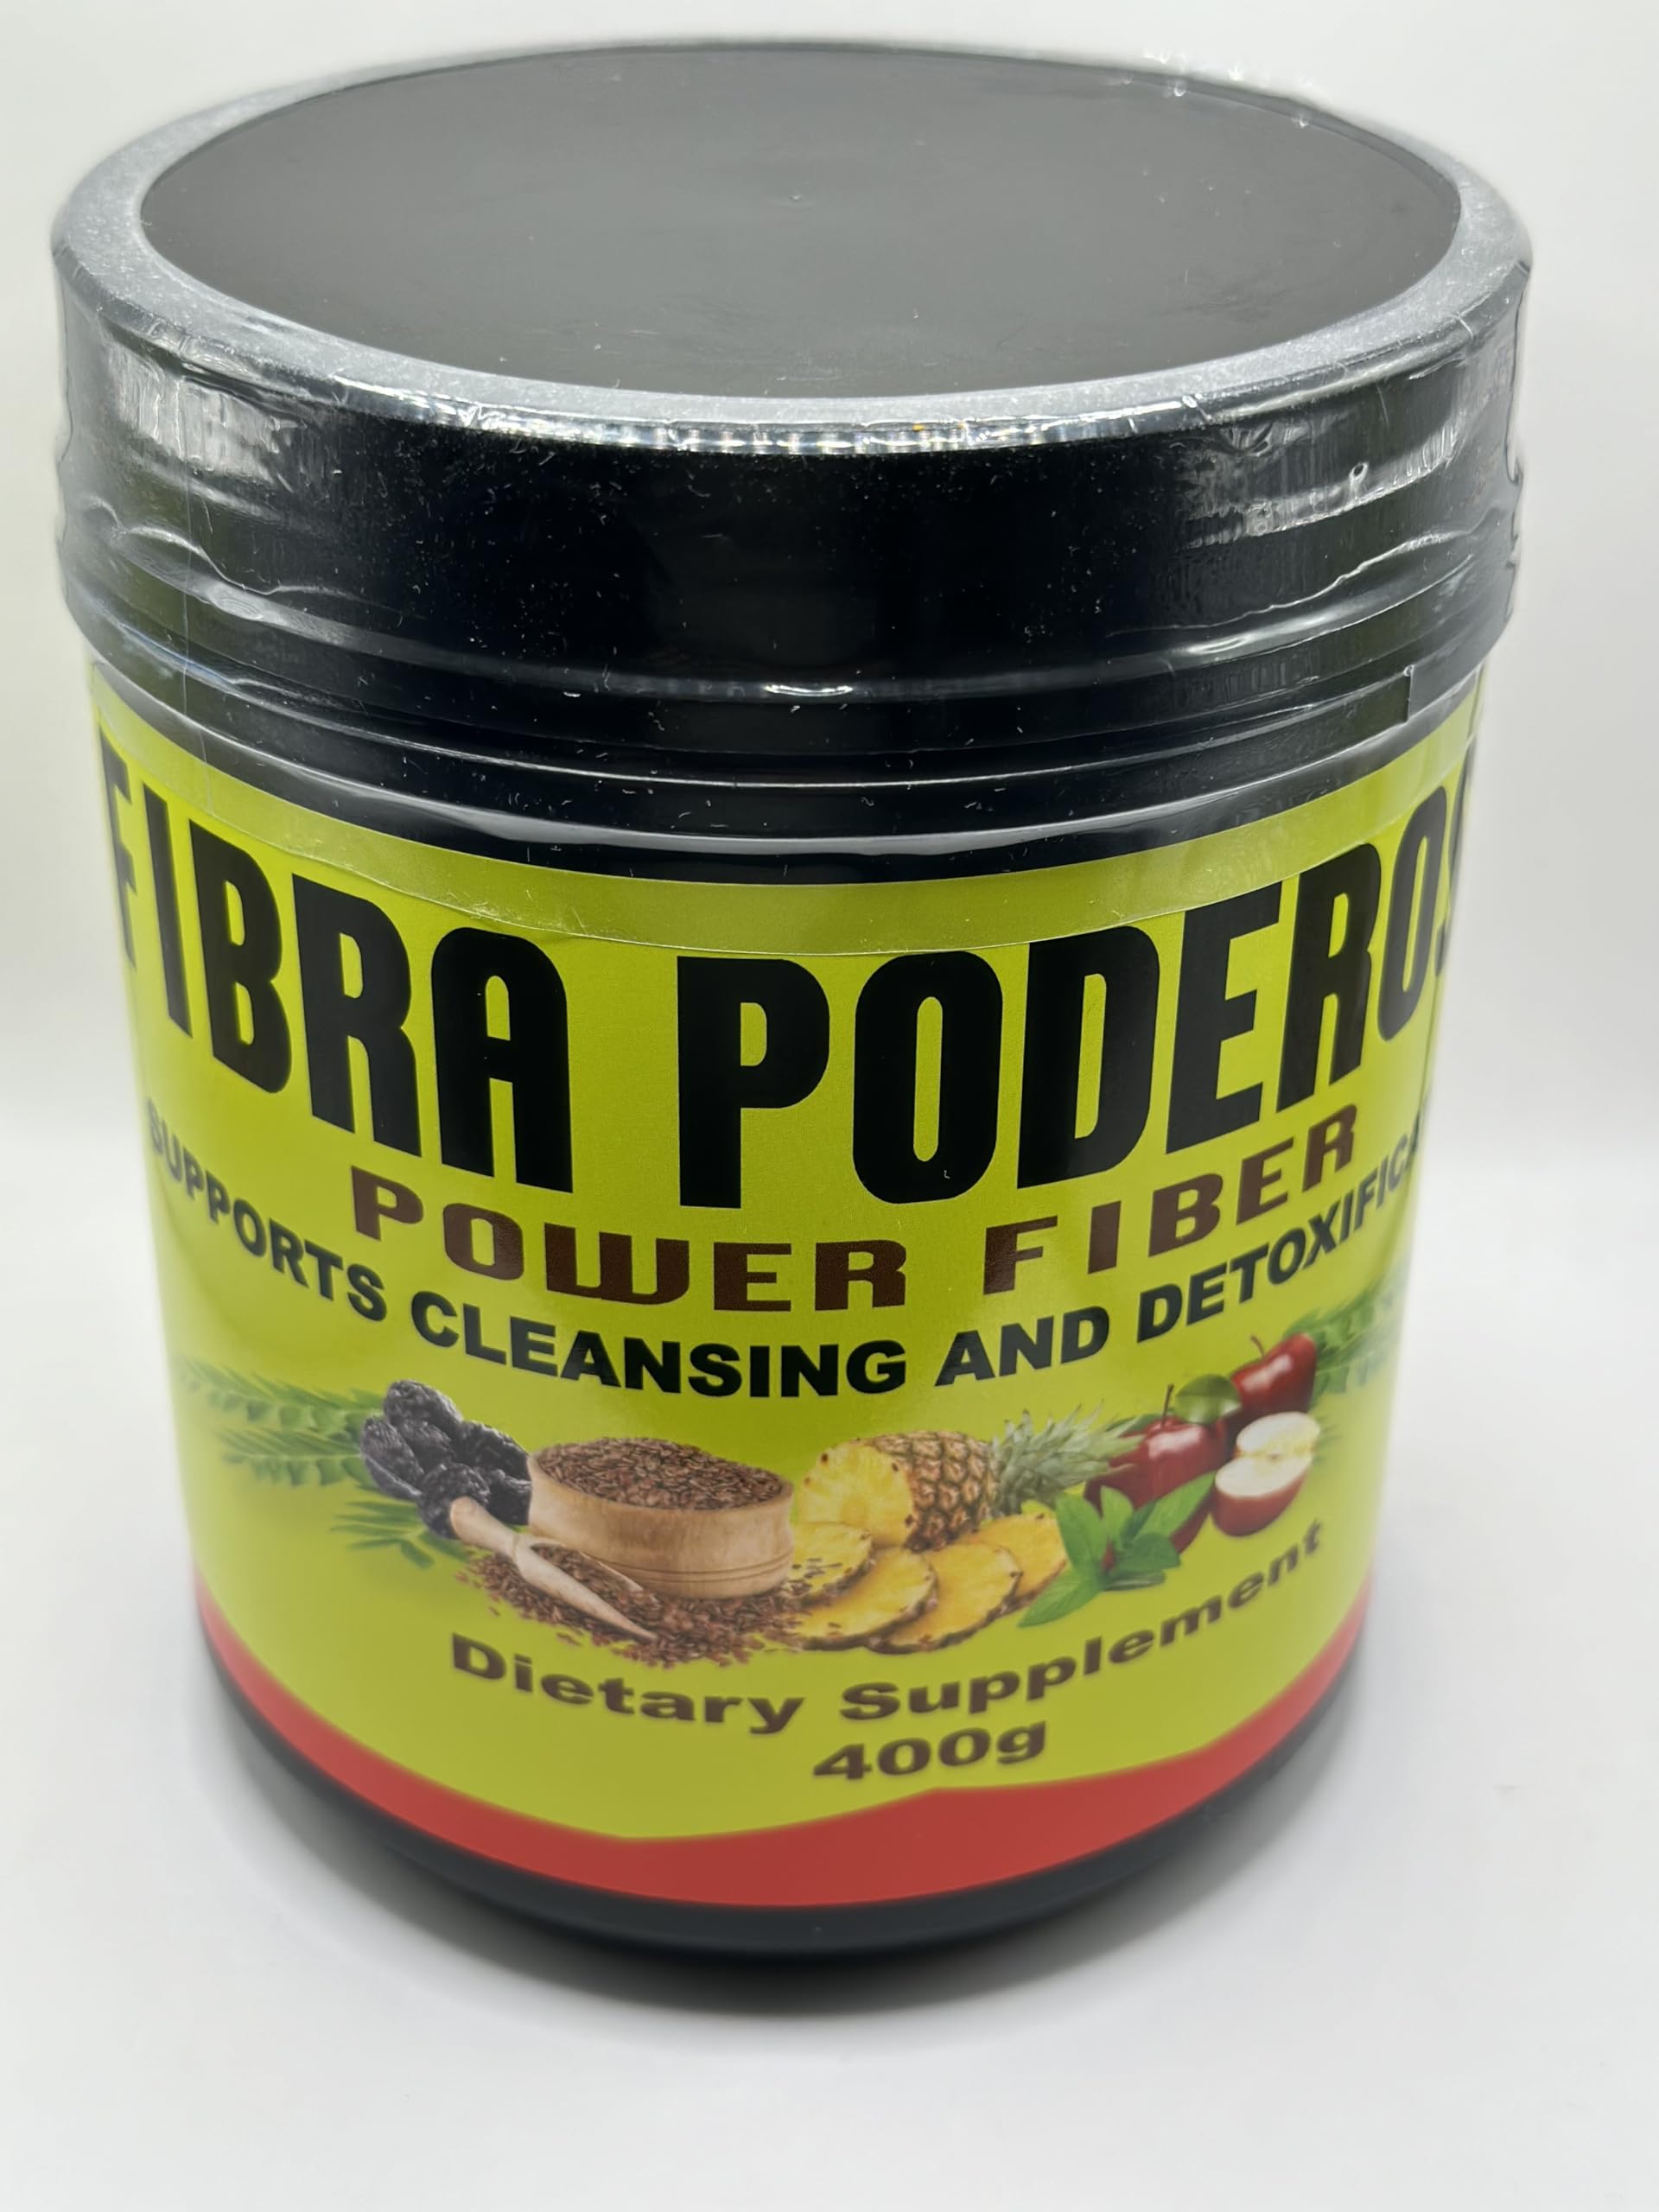 FIBRA PODEROS
POWER FIBER
SUPPORTS CLEANSING AND DETOXIFICA
Dietary Supplement
400g